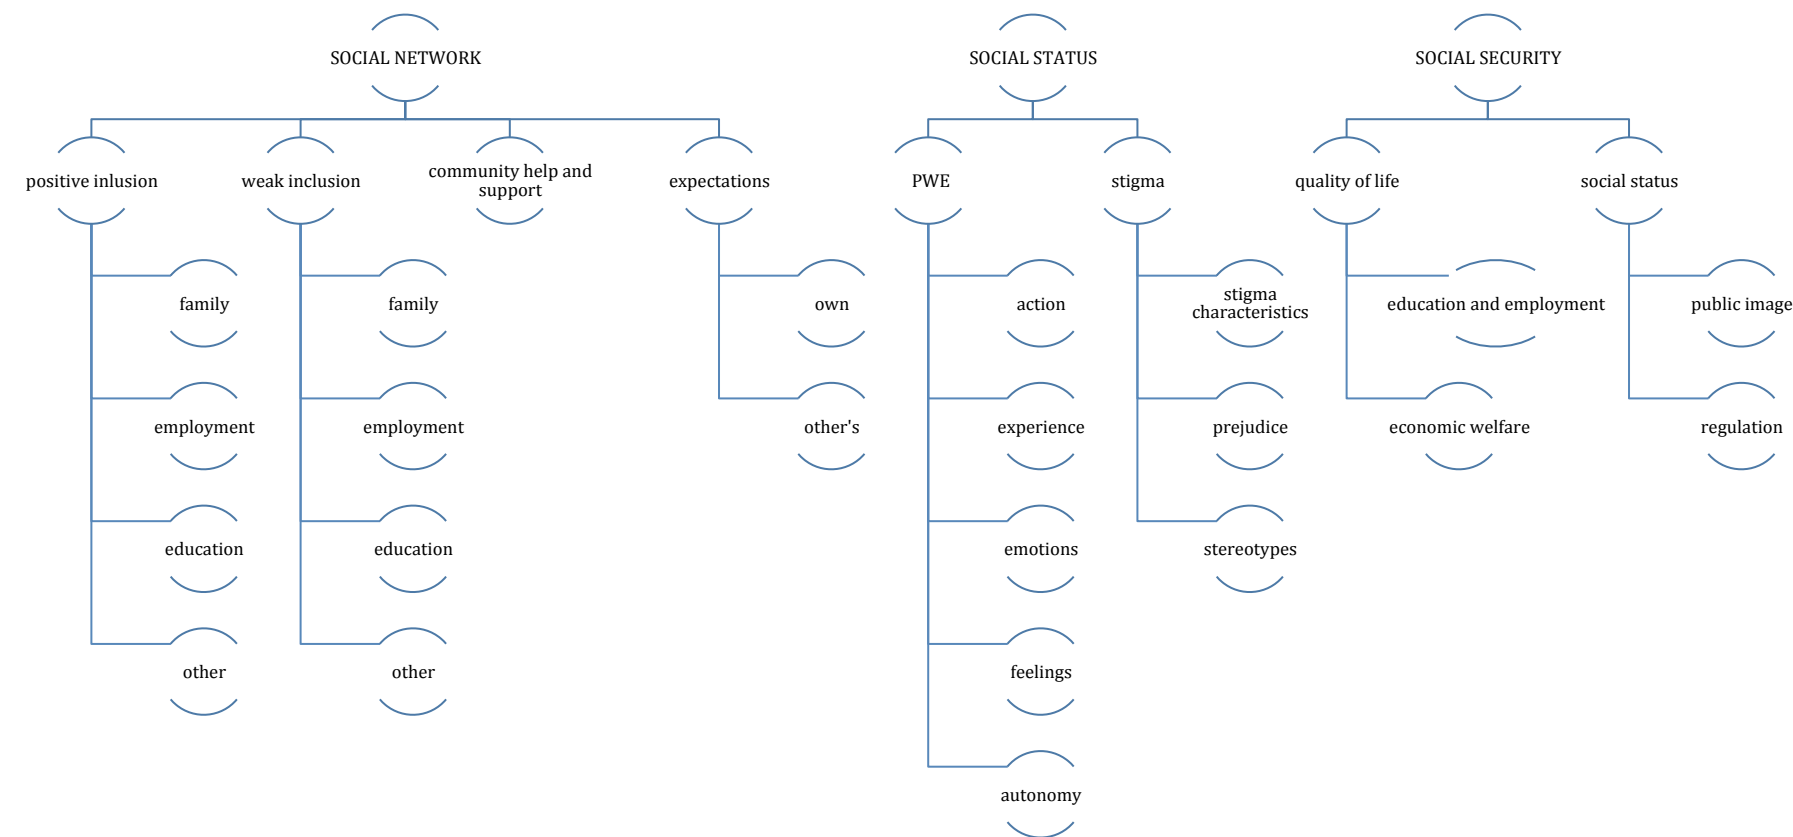 SOCIAL NETWORK
positive inlusion
family
employment
education
other
weak inclusion
family
employment
education
other
community help and
support
expectations
own
other's
SOCIAL STATUS
PWE
action
experience
emotions
feelings
autonomy
stigma
stigma
characteristics
prejudice
stereotypes
SOCIAL SECURITY
quality of life
education and employment
economic welfare
social status
public image
regulation